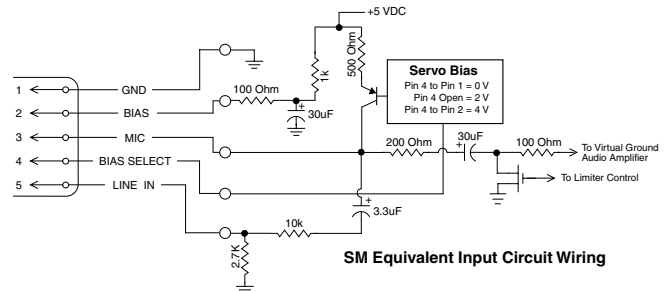 +5 VDC
1 GND
2 BIAS
3 MIC
4 BIAS SELECT
5 LINE IN
100 Ohm
1k
30uF
+
500 Ohm
Servo Bias
Pin 4 to Pin 1 = 0 V
Pin 4 Open = 2 V
Pin 4 to Pin 2 = 4 V
200 Ohm
+
30uF
100 Ohm
To Virtual Ground
Audio Amplifier
To Limiter Control
+
3.3uF
10k
2.7K
SM Equivalent Input Circuit Wiring